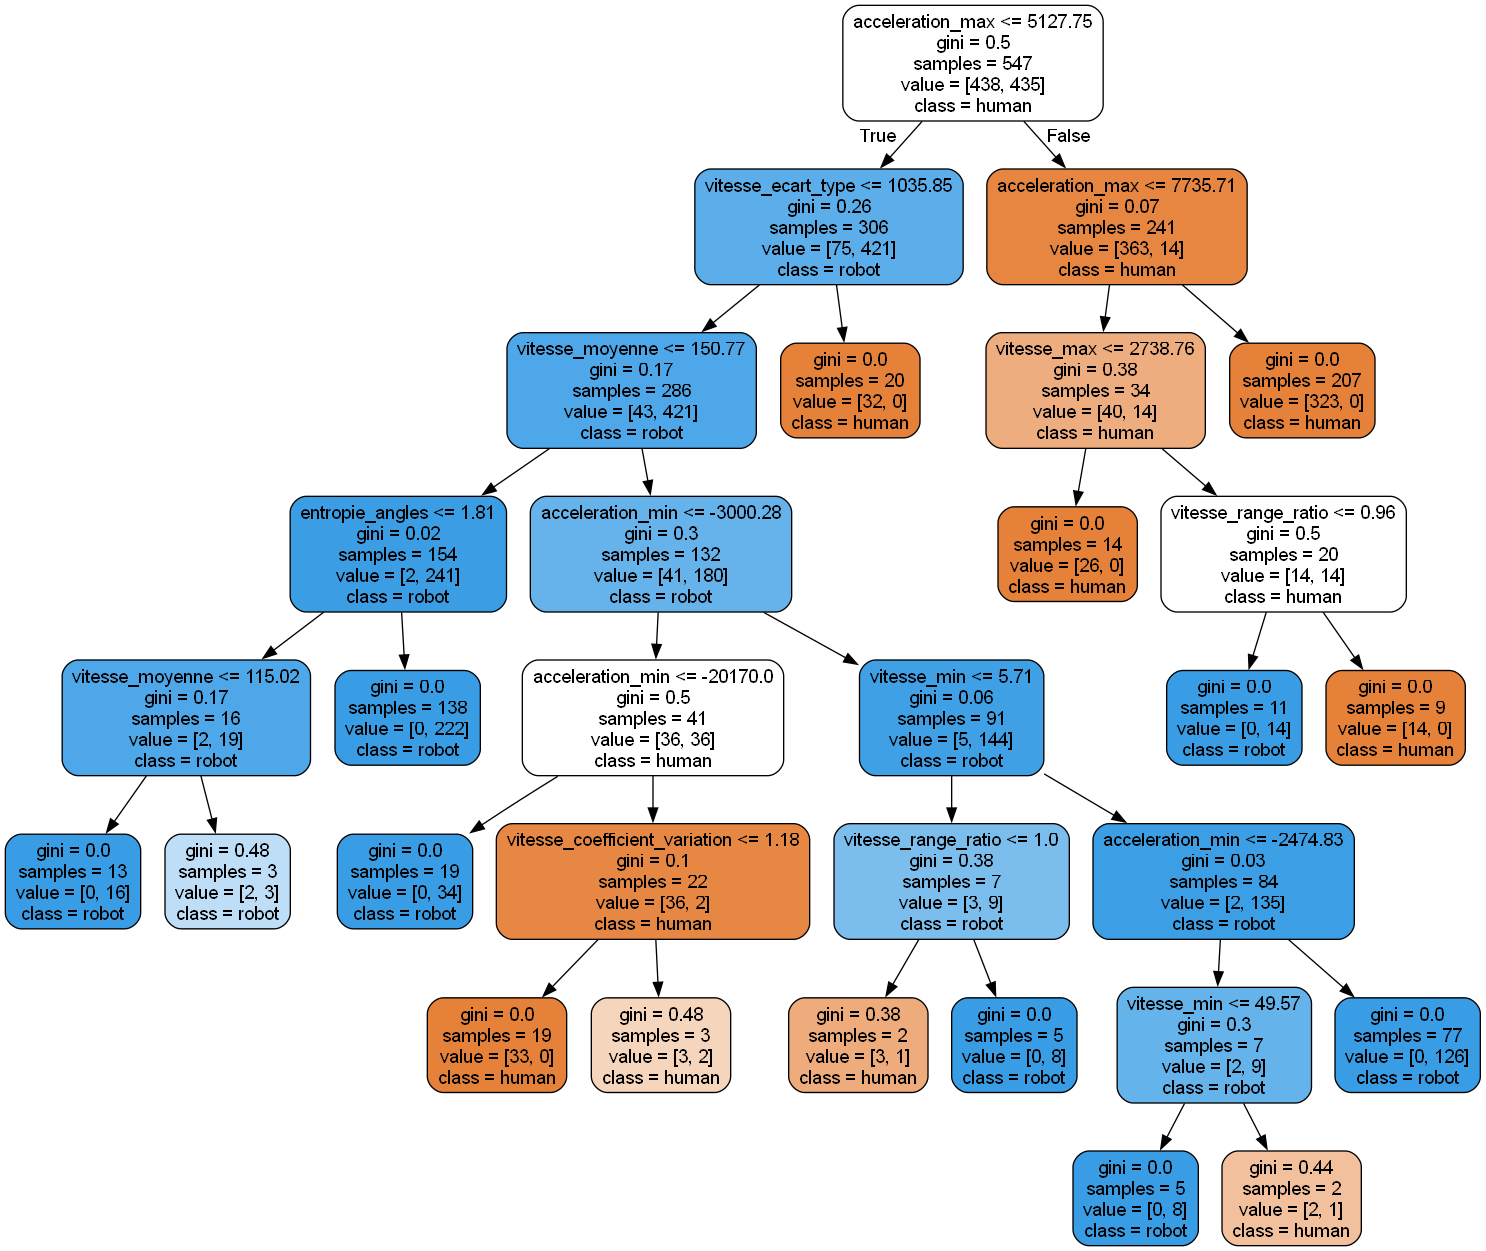 acceleration_max <= 5127.75
gini = 0.5
samples = 547
value = [438, 435]
class = human
True
False
vitesse_ecart_type <= 1035.85
gini = 0.26
samples = 306
value = [75, 421]
class = robot
acceleration_max <= 7735.71
gini = 0.07
samples = 241
value = [363, 14]
class = human
vitesse_moyenne <= 150.77
gini = 0.17
samples = 286
value = [43, 421]
class = robot
gini = 0.0
samples = 20
value = [32, 0]
class = human
vitesse_max <= 2738.76
gini = 0.38
samples = 34
value = [40, 14]
class = human
gini = 0.0
samples = 207
value = [323, 0]
class = human
entropie_angles <= 1.81
gini = 0.02
samples = 154
value = [2, 241]
class = robot
acceleration_min <= -3000.28
gini = 0.3
samples = 132
value = [41, 180]
class = robot
gini = 0.0
samples = 14
value = [26, 0]
class = human
vitesse_range_ratio <= 0.96
gini = 0.5
samples = 20
value = [14, 14]
class = human
vitesse_moyenne <= 115.02
gini = 0.17
samples = 16
value = [2, 19]
class = robot
gini = 0.0
samples = 138
value = [0, 222]
class = robot
acceleration_min <= -20170.0
gini = 0.5
samples = 41
value = [36, 36]
class = human
vitesse_min <= 5.71
gini = 0.06
samples = 91
value = [5, 144]
class = robot
gini = 0.0
samples = 11
value = [0, 14]
class = robot
gini = 0.0
samples = 9
value = [14, 0]
class = human
gini = 0.0
samples = 13
value = [0, 16]
class = robot
gini = 0.48
samples = 3
value = [2, 3]
class = robot
gini = 0.0
samples = 19
value = [0, 34]
class = robot
vitesse_coefficient_variation <= 1.18
gini = 0.1
samples = 22
value = [36, 2]
class = human
vitesse_range_ratio <= 1.0
gini = 0.38
samples = 7
value = [3, 9]
class = robot
acceleration_min <= -2474.83
gini = 0.03
samples = 84
value = [2, 135]
class = robot
gini = 0.0
samples = 19
value = [33, 0]
class = human
gini = 0.48
samples = 3
value = [3, 2]
class = human
gini = 0.38
samples = 2
value = [3, 1]
class = human
gini = 0.0
samples = 5
value = [0, 8]
class = robot
vitesse_min <= 49.57
gini = 0.3
samples = 7
value = [2, 9]
class = robot
gini = 0.0
samples = 77
value = [0, 126]
class = robot
gini = 0.0
samples = 5
value = [0, 8]
class = robot
gini = 0.44
samples = 2
value = [2, 1]
class = human